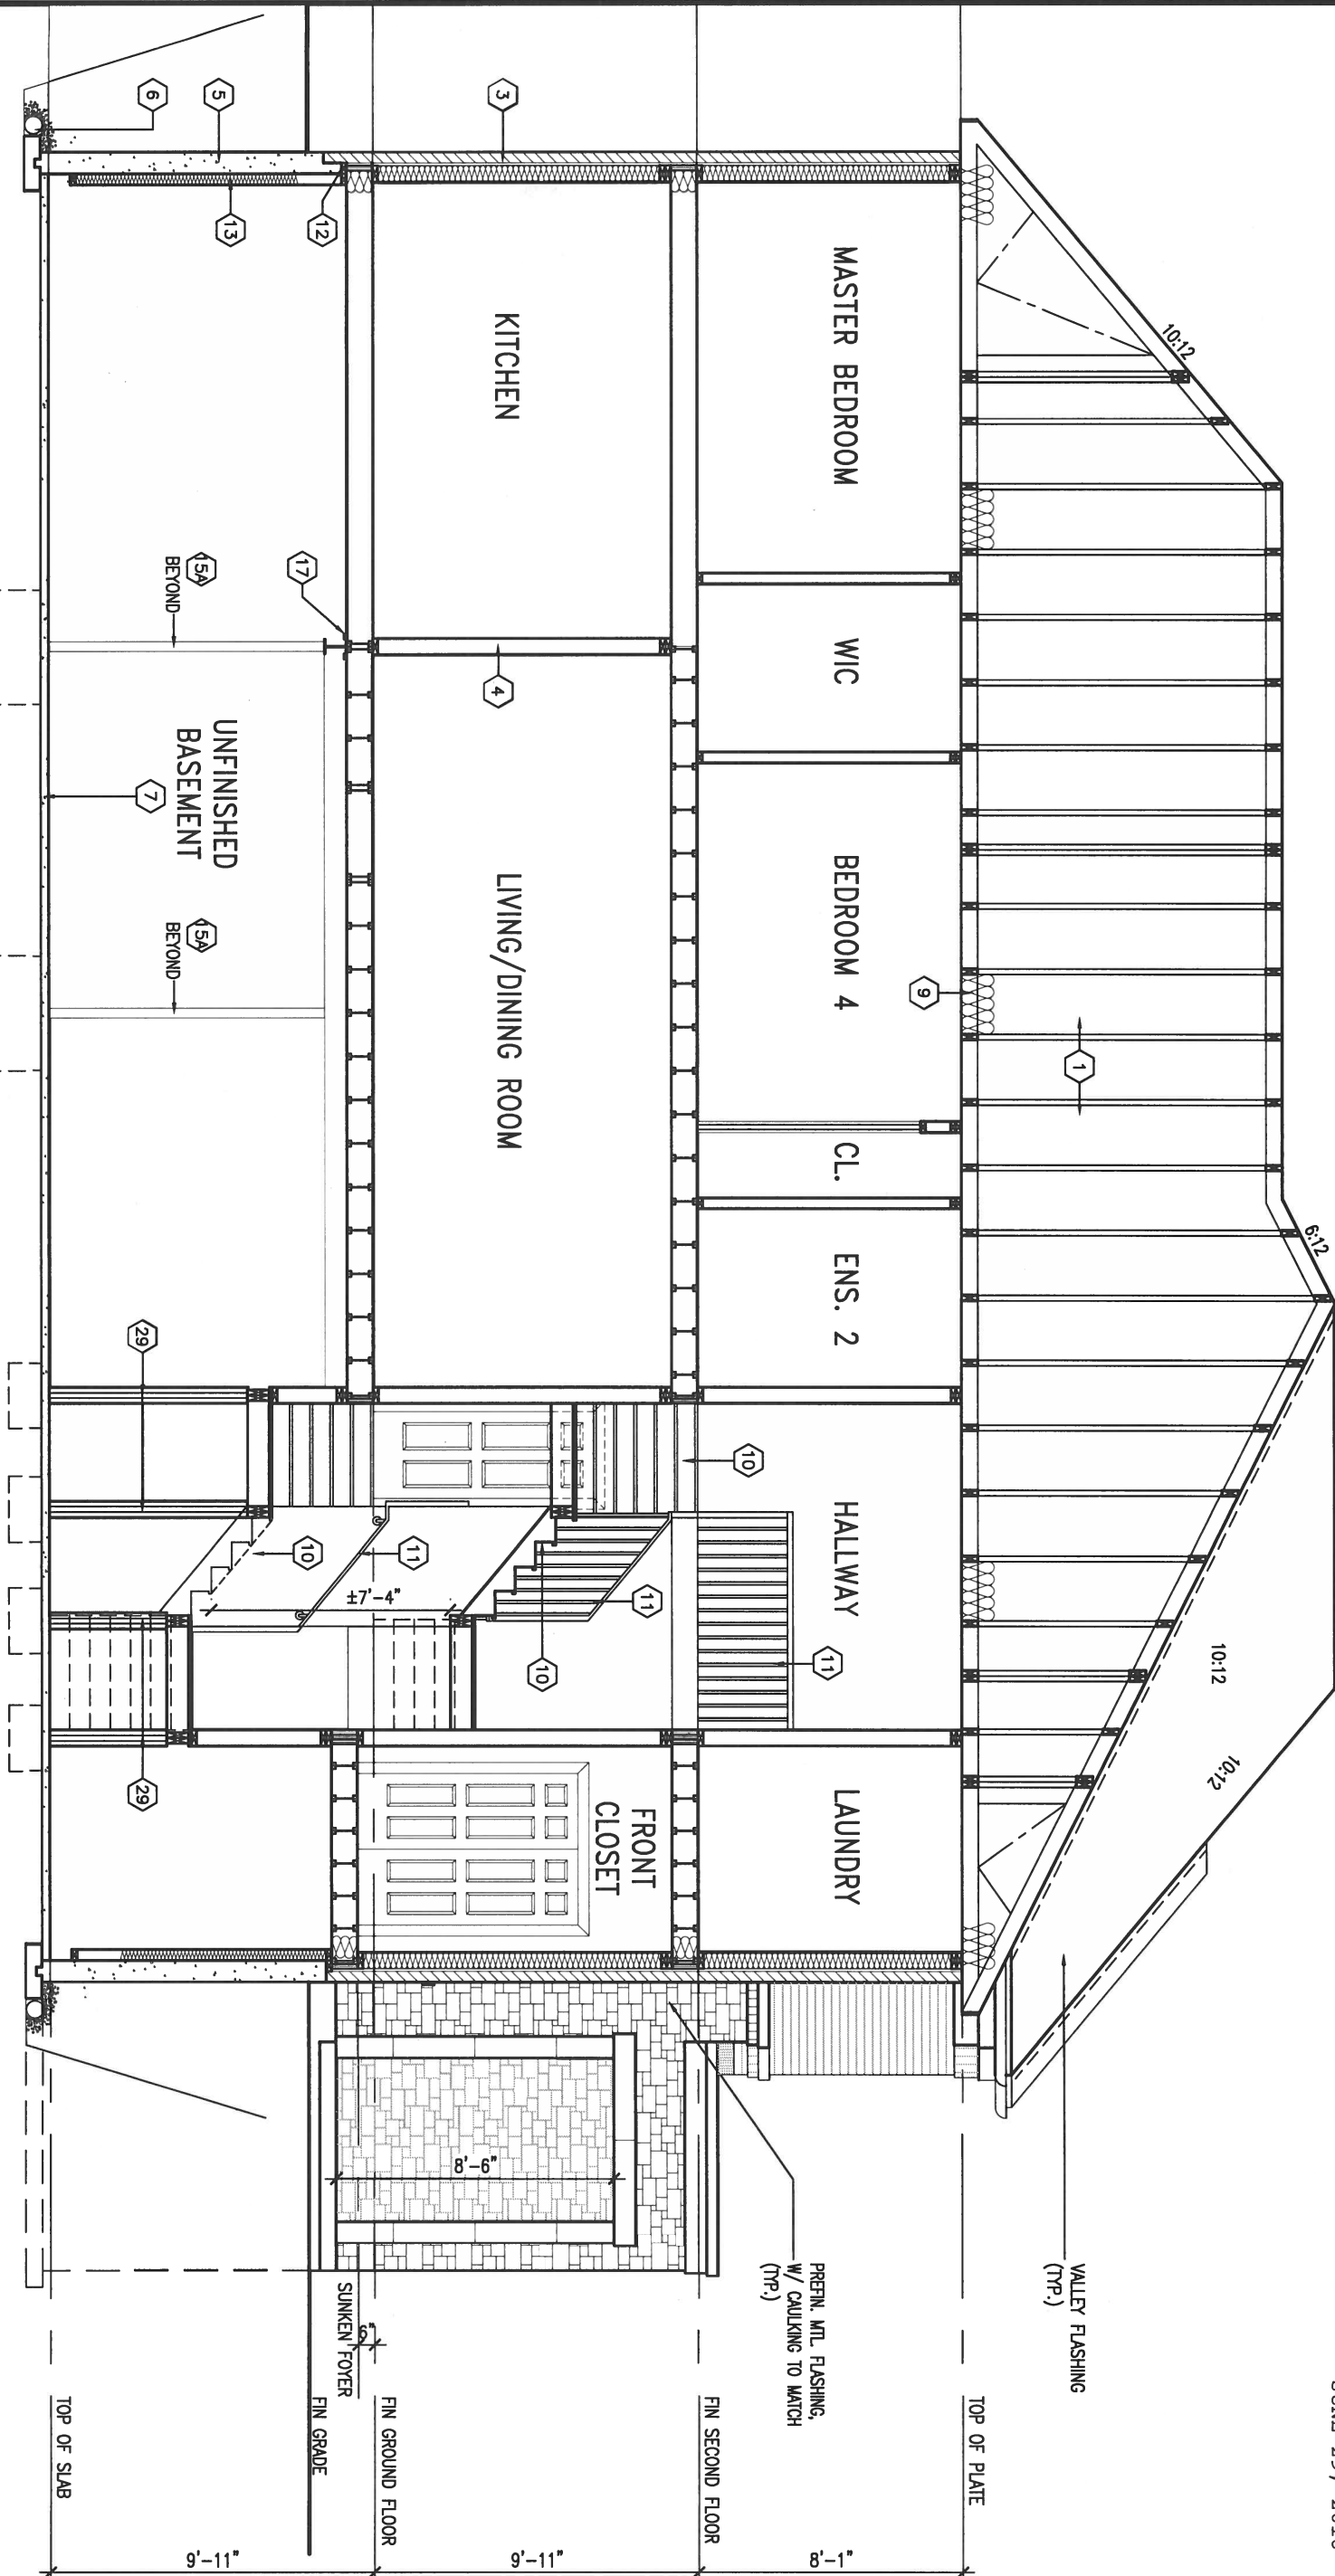 VALLEY FLASHING
(TYP.)
PREFIN. MTL. FLASHING,
W/ CAULKING TO MATCH
(TYP.)
10:12
6:12
10:12
10:12
1
9
MASTER BEDROOM
WIC
BEDROOM 4
CL.
ENS. 2
HALLWAY
LAUNDRY
TOP OF PLATE
8'-1"
FIN SECOND FLOOR
3
10
11
KITCHEN
4
LIVING/DINING ROOM
11
10
FRONT
CLOSET
8'-6"
9'-11"
±7'-4"
11
10
FIN GROUND FLOOR
6"
SUNKEN FOYER
FIN GRADE
12
17
5
13
6
15A
BEYOND
UNFINISHED
BASEMENT
7
15A
BEYOND
29
29
9'-11"
TOP OF SLAB